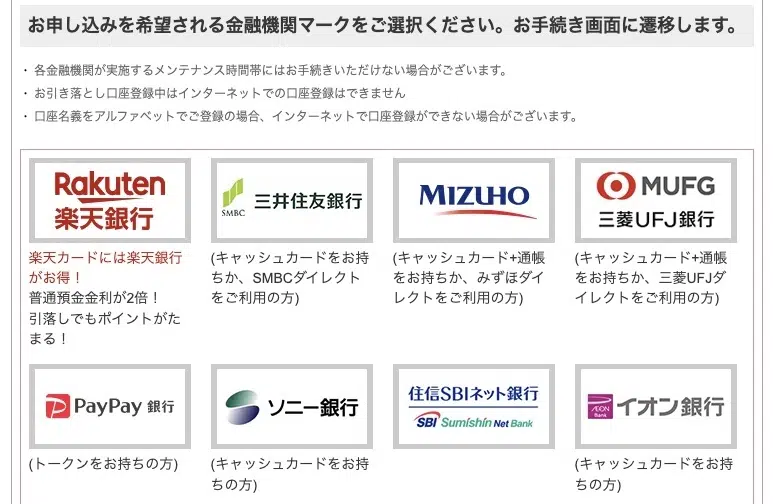 お申し込みを希望される金融機関マークをご選択ください。お手続き画面に遷移します。
・ 各金融機関が実施するメンテナンス時間帯にはお手続きいただけない場合がございます。
・ お引き落とし口座登録中はインターネットでの口座登録はできません
・ 口座名義をアルファベットでご登録の場合、インターネットで口座登録ができない場合がございます。
Rakuten
楽天銀行
楽天カードには楽天銀行
がお得！
普通預金金利が2倍！
引落しでもポイントがた
まる！
SMBC 三井住友銀行
(キャッシュカードをお持
ちか、SMBCダイレクト
をご利用の方)
MIZUHO
(キャッシュカード+通帳
をお持ちか、みずほダイ
レクトをご利用の方)
MUFG
三菱UFJ銀行
(キャッシュカード+通帳
をお持ちか、三菱UFJダ
イレクトをご利用の方)
PayPay 銀行
(トークンをお持ちの方)
ソニー銀行
(キャッシュカードをお持
ちの方)
住信SBIネット銀行
SBI Sumishin Net Bank
AEON Bank イオン銀行
(キャッシュカードをお持
ちの方)